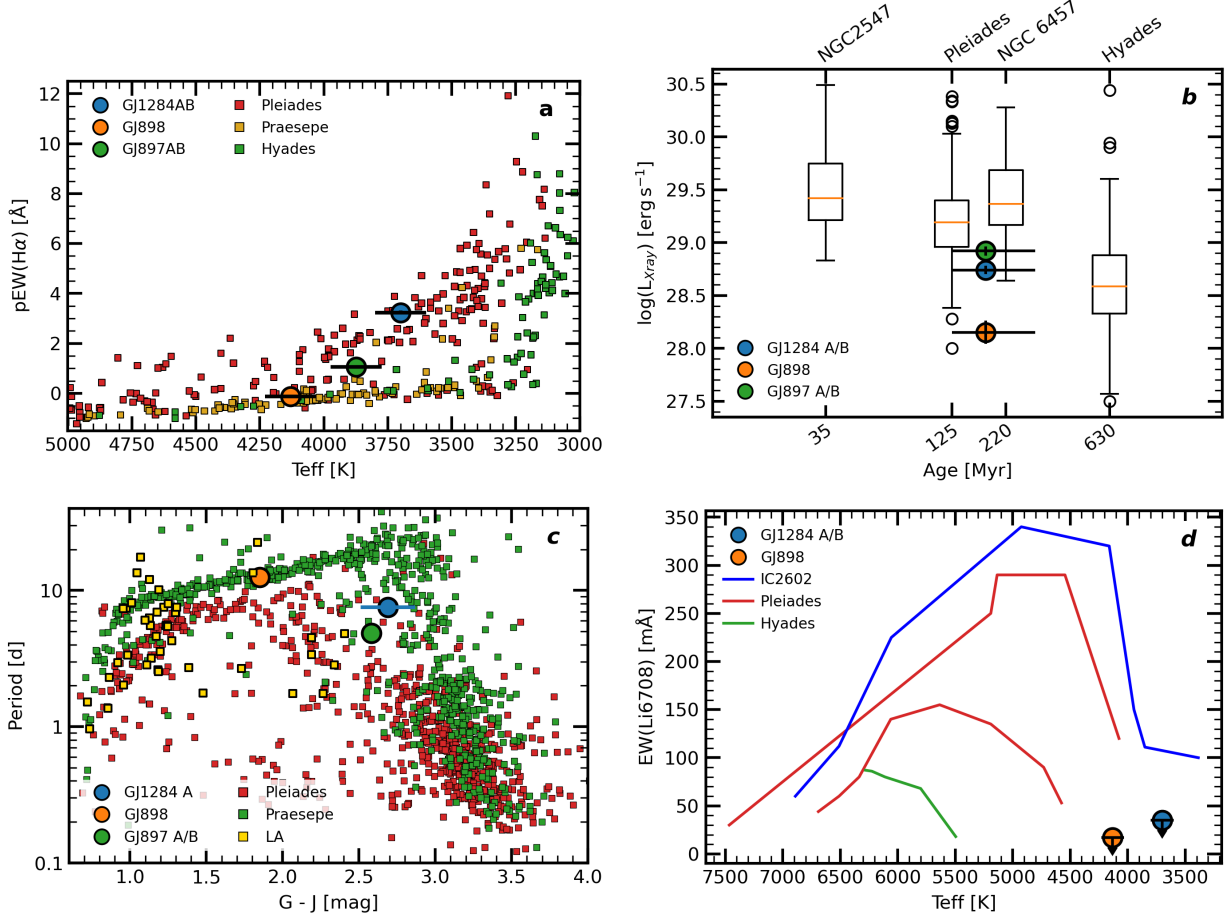 a
GJ1284AB
GJ898
GJ897AB
Pleiades
Praesepe
Hyades
12
10
8
6
4
2
0
pEW(Hα) [Å]
5000 4750 4500 4250 4000 3750 3500 3250 3000
Teff [K]
NGC2547
Pleiades
NGC 6457
Hyades
b
30.5
30.0
29.5
29.0
28.5
28.0
27.5
log(L_Xray) [erg s⁻¹]
GJ1284 A/B
GJ898
GJ897 A/B
35 125 220 630
Age [Myr]
c
10
1
0.1
Period [d]
GJ1284 A
GJ898
GJ897 A/B
Pleiades
Praesepe
LA
1.0 1.5 2.0 2.5 3.0 3.5 4.0
G - J [mag]
d
350
300
250
200
150
100
50
0
EW(Li6708) [mÅ]
GJ1284 A/B
GJ898
IC2602
Pleiades
Hyades
7500 7000 6500 6000 5500 5000 4500 4000 3500
Teff [K]